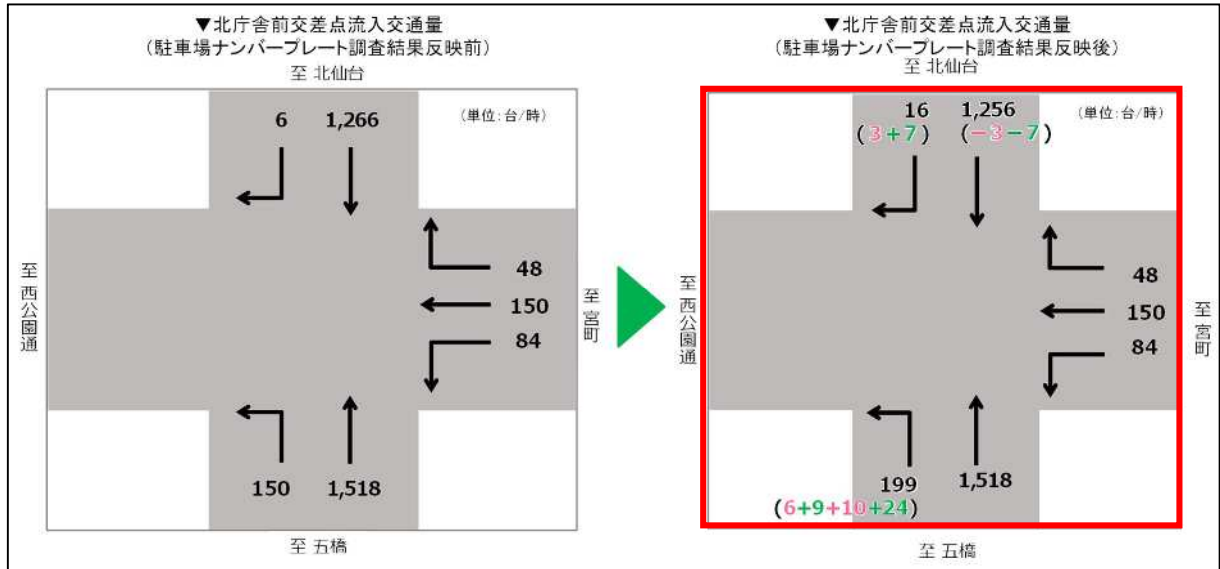 ▼北庁舎前交差点流入交通量
(駐車場ナンバープレート調査結果反映前)
至 北仙台
6 1,266
(単位:台/時)
至 西公園通
48
150
84
至 宮町
150 1,518
至 五橋
▼北庁舎前交差点流入交通量
(駐車場ナンバープレート調査結果反映後)
至 北仙台
16 1,256
(単位:台/時)
(3+7) (-3-7)
至 西公園通
48
150
84
至 宮町
199 1,518
(6+9+10+24)
至 五橋